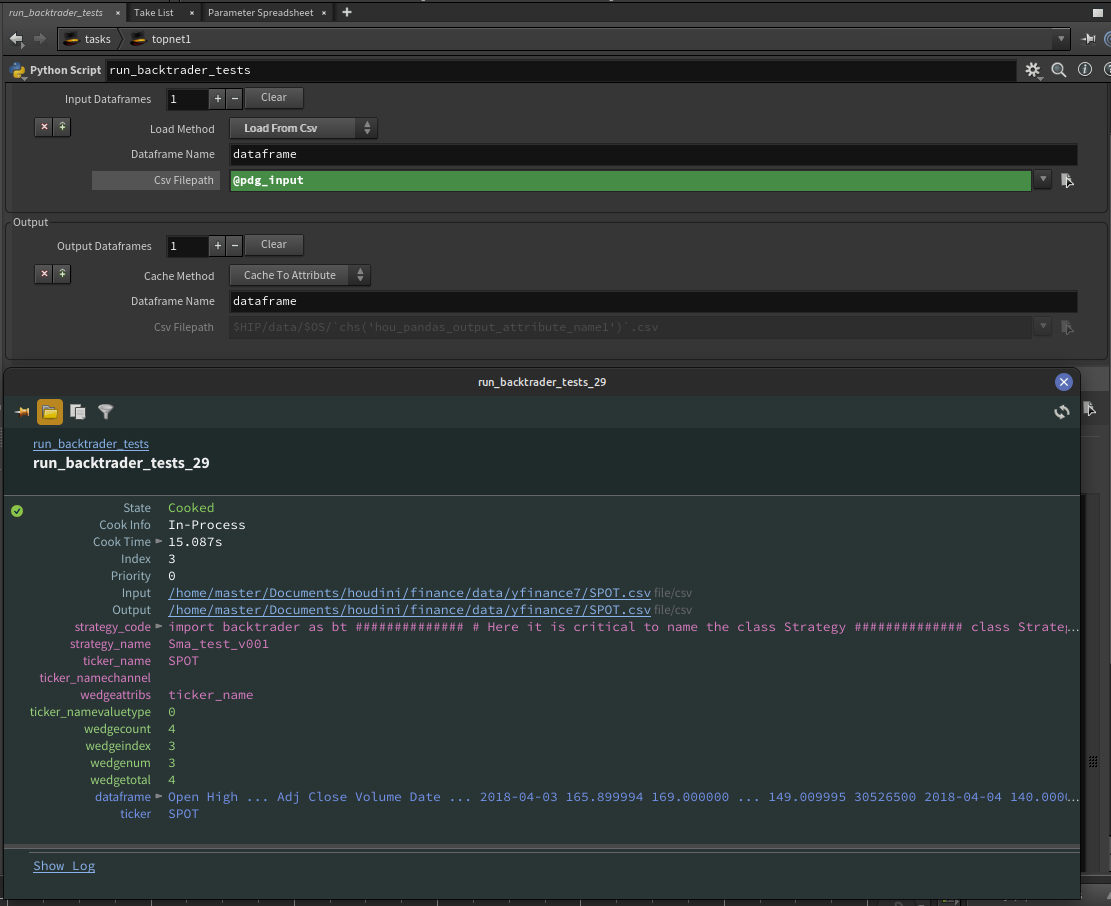 run_backtrader_tests × Take List × Parameter Spreadsheet × +
tasks topnet1
Python Script run_backtrader_tests
Input Dataframes 1 + − Clear
Load Method Load From Csv
Dataframe Name dataframe
Csv Filepath @pdg_input
Output
Output Dataframes 1 + − Clear
Cache Method Cache To Attribute
Dataframe Name dataframe
Csv Filepath $HIP/data/$OS/`chs('hou_pandas_output_attribute_name1')`.csv
run_backtrader_tests_29
run_backtrader_tests
run_backtrader_tests_29
State Cooked
Cook Info In-Process
Cook Time 15.087s
Index 3
Priority 0
Input /home/master/Documents/houdini/finance/data/yfinance7/SPOT.csv file/csv
Output /home/master/Documents/houdini/finance/data/yfinance7/SPOT.csv file/csv
strategy_code import backtrader as bt ############## # Here it is critical to name the class Strategy ############## class Strateg...
strategy_name Sma_test_v001
ticker_name SPOT
ticker_namechannel
wedgeattribs ticker_name
ticker_namevaluetype 0
wedgecount 4
wedgeindex 3
wedgenum 3
wedgetotal 4
dataframe Open High ... Adj Close Volume Date ... 2018-04-03 165.899994 169.000000 ... 149.009995 30526500 2018-04-04 140.000...
ticker SPOT
Show Log